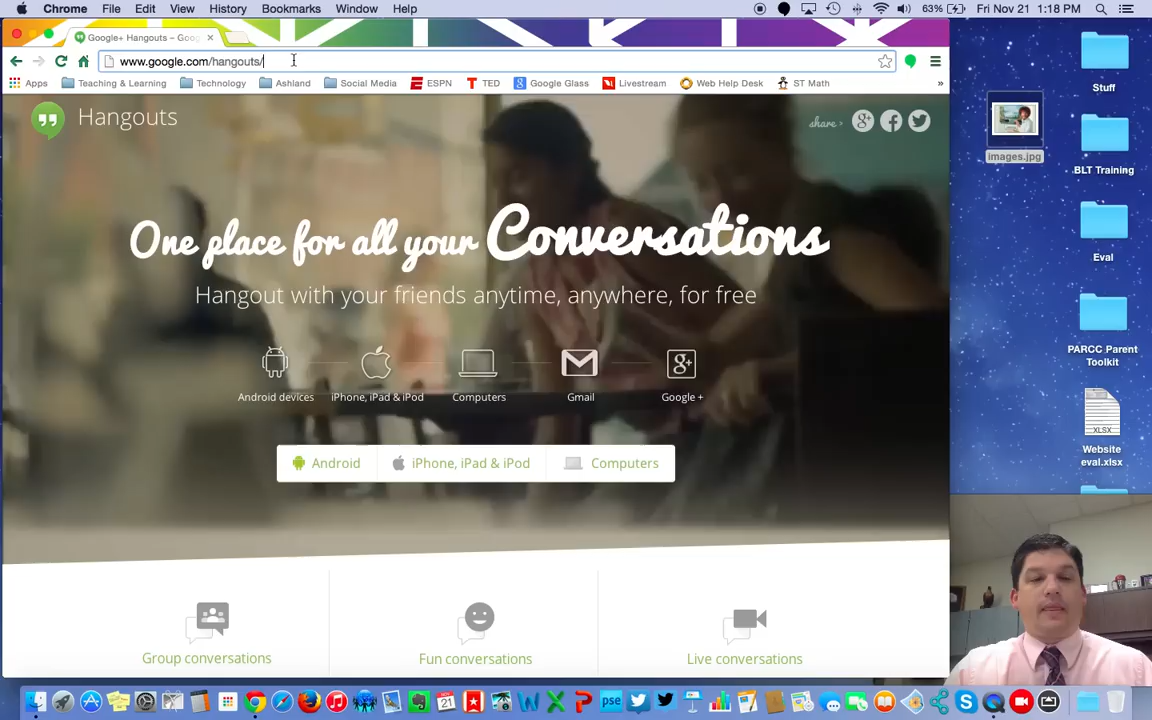 Chrome File Edit View History Bookmarks Window Help 63% Fri Nov 21 1:18 PM
Google+ Hangouts – Goog
www.google.com/hangouts/
Apps Teaching & Learning Technology Ashland Social Media ESPN TED Google Glass Livestream Web Help Desk ST Math »
Hangouts
share >
One place for all your Conversations
Hangout with your friends anytime, anywhere, for free
Android devices iPhone, iPad & iPod Computers Gmail Google +
Android iPhone, iPad & iPod Computers
Group conversations Fun conversations Live conversations
Stuff
images.jpg
BLT Training
Eval
PARCC Parent
Toolkit
XLSX
Website
eval.xlsx
21
pse